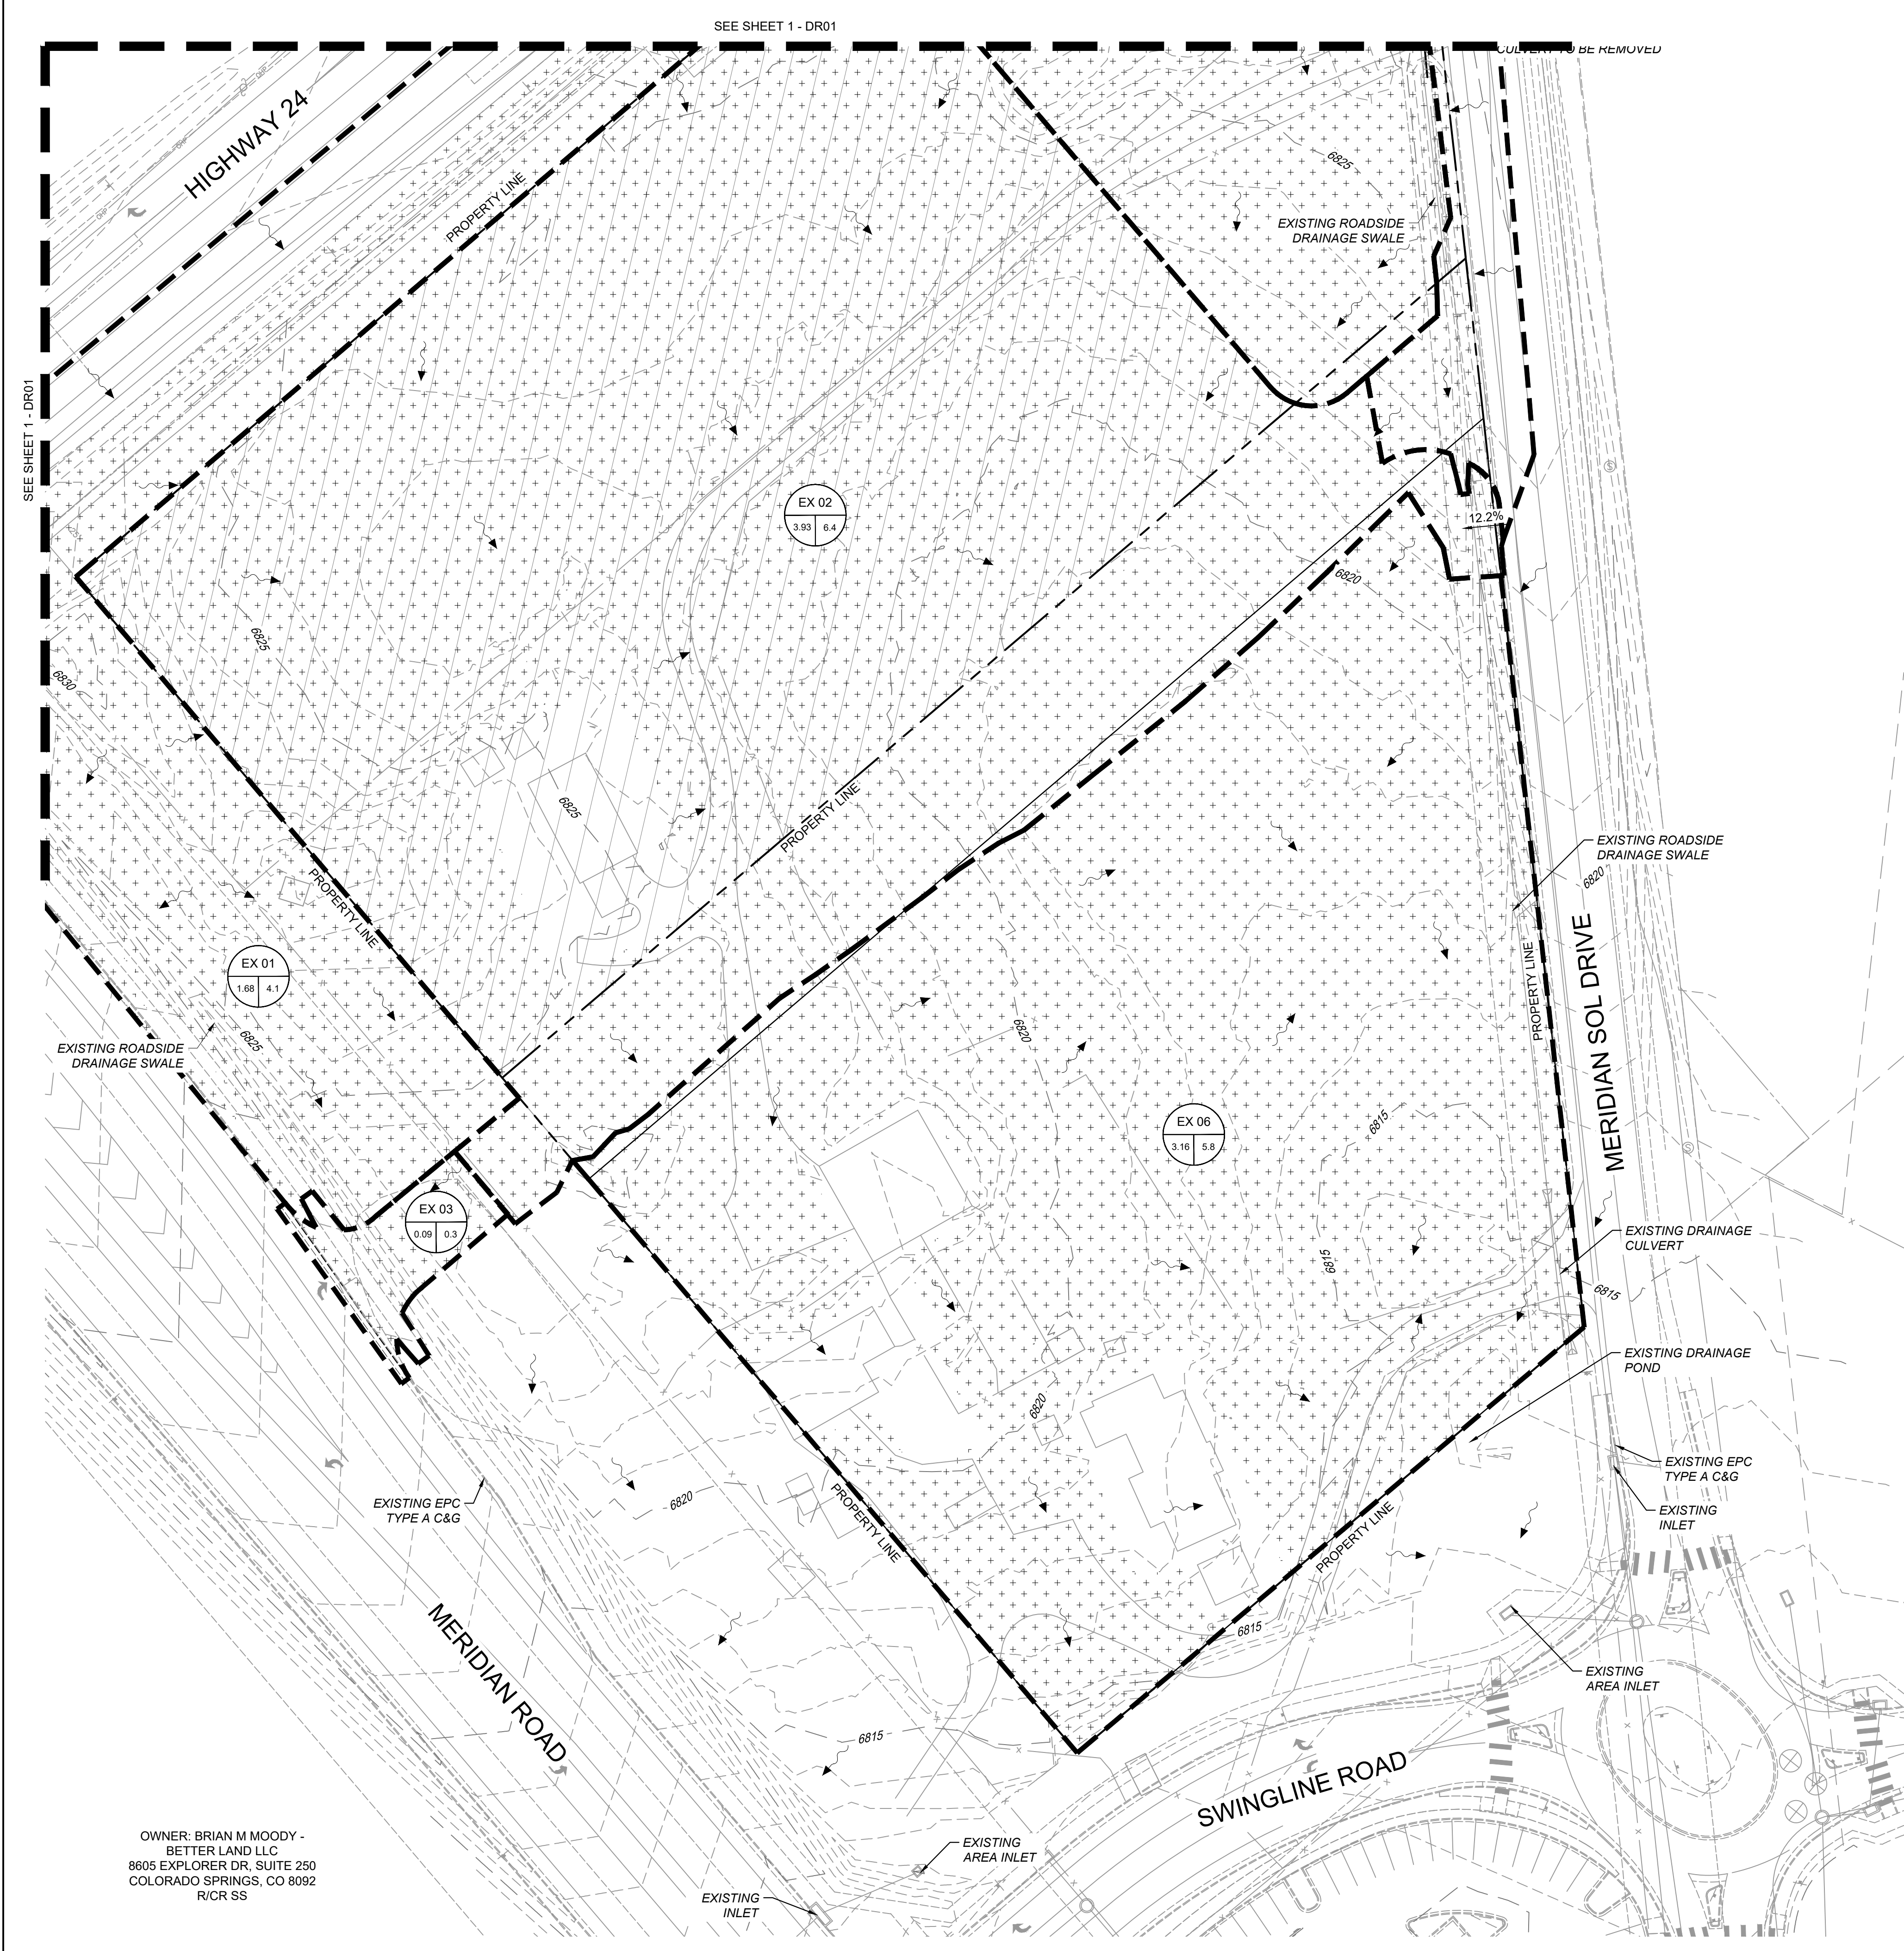 SEE SHEET 1 - DR01
CULVERT TO BE REMOVED
HIGHWAY 24
PROPERTY LINE
6825
EXISTING ROADSIDE
DRAINAGE SWALE
SEE SHEET 1 - DR01
EX 02
3.93 6.4
12.2%
6820
6825
6830
6825
PROPERTY LINE
EXISTING ROADSIDE
DRAINAGE SWALE
6820
PROPERTY LINE
PROPERTY LINE
MERIDIAN SOL DRIVE
EX 01
1.68 4.1
6825
EXISTING ROADSIDE
DRAINAGE SWALE
6820
EX 06
3.16 5.8
6815
EX 03
0.09 0.3
6815
EXISTING DRAINAGE
CULVERT
6815
EXISTING DRAINAGE
POND
6820
EXISTING EPC
TYPE A C&G
EXISTING
INLET
EXISTING EPC
TYPE A C&G
6820
PROPERTY LINE
PROPERTY LINE
6815
EXISTING
AREA INLET
MERIDIAN ROAD
6815
SWINGLINE ROAD
OWNER: BRIAN M MOODY -
BETTER LAND LLC
8605 EXPLORER DR, SUITE 250
COLORADO SPRINGS, CO 8092
R/CR SS
EXISTING
AREA INLET
EXISTING
INLET